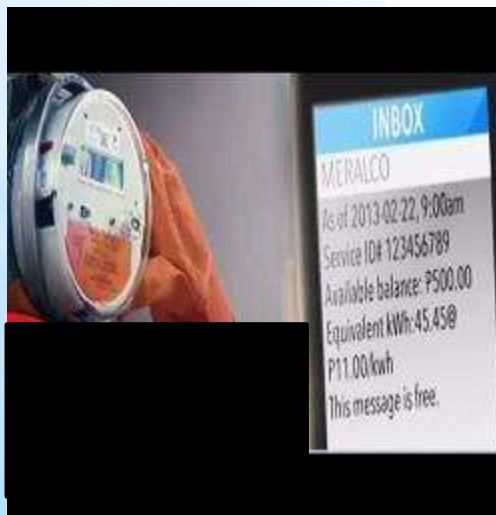 INBOX
MERALCO
As of 2013-02-22, 9:00am
Service ID# 123456789
Available balance: P500.00
Equivalent kWh:45.45@
P11.00/kwh
This message is free.